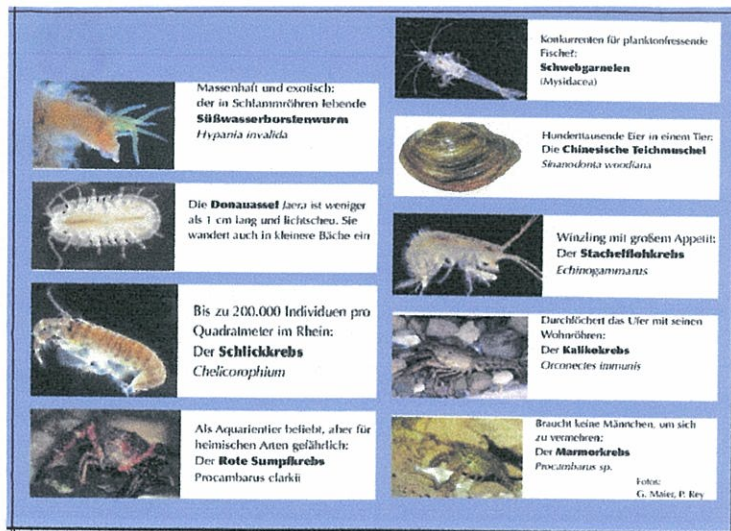 Massenhaft und exotisch:
der in Schlammröhren lebende
Süßwasserborstenwurm
Hypania invalida
Die Donauassel Jaera ist weniger
als 1 cm lang und lichtscheu. Sie
wandert auch in kleinere Bäche ein
Bis zu 200.000 Individuen pro
Quadratmeter im Rhein:
Der Schlickkrebs
Chelicorophium
Als Aquarientier beliebt, aber für
heimischen Arten gefährlich:
Der Rote Sumpfkrebs
Procambarus clarkii
Konkurrenten für planktonfressende
Fische?:
Schwebgarnelen
(Mysidacea)
Hunderttausende Eier in einem Tier:
Die Chinesische Teichmuschel
Sinanodonta woodiana
Winzling mit großem Appetit:
Der Stachelflohkrebs
Echinogammarus
Durchlöchert das Ufer mit seinen
Wohnröhren:
Der Kalikokrebs
Orconectes immunis
Braucht keine Männchen, um sich
zu vermehren:
Der Marmorkrebs
Procambarus sp.
Fotos:
G. Maier, P. Rey